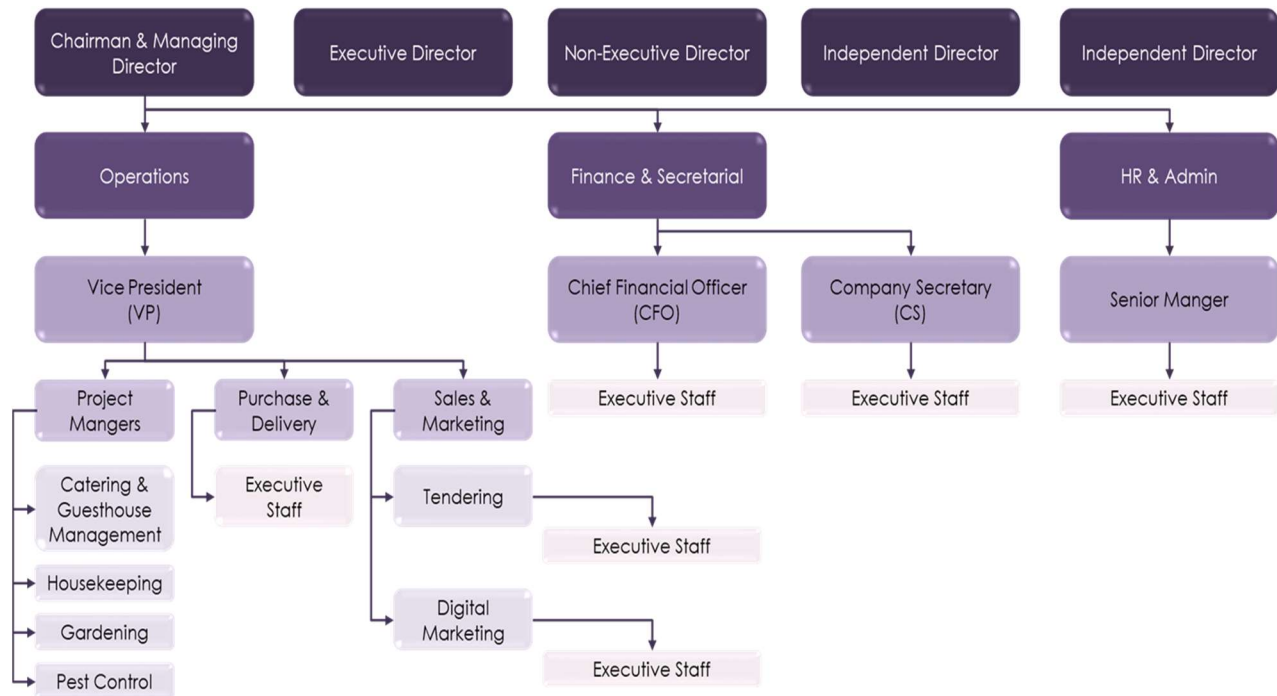 Chairman & Managing
Director
Executive Director
Non-Executive Director
Independent Director
Independent Director
Operations
Finance & Secretarial
HR & Admin
Vice President
(VP)
Chief Financial Officer
(CFO)
Company Secretary
(CS)
Senior Manger
Project
Mangers
Purchase &
Delivery
Sales &
Marketing
Executive Staff
Executive Staff
Executive Staff
Catering &
Guesthouse
Management
Executive
Staff
Tendering
Executive Staff
Housekeeping
Gardening
Digital
Marketing
Executive Staff
Pest Control